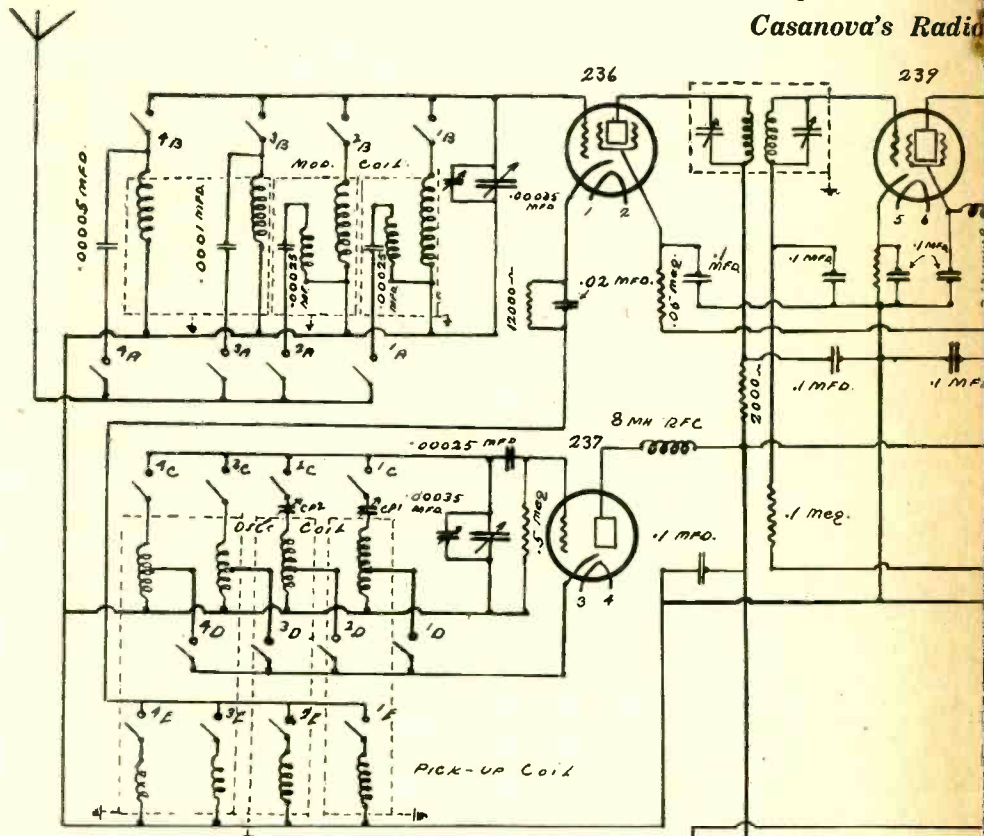 Casanova's Radio
236
239
4B
3B
2B
1B
MOD. COIL
.00005 MFD.
.0001 MFD.
.00025 MFD
.00025 MFD.
.00035 MFD
1
2
5
6
12000~
.02 MFD.
.06 meg.
.1 MFD.
.1 MFD.
.1 MFD.
4A
3A
2A
1A
.1 MFD.
.1 MF
2000~
8 MH RFC
.00025 MFD
237
4C
2C
2C
1C
CP2
CP1
.00035 MFD.
.5 meg
OSC. COIL
.1 MFD.
.1 meg.
3
4
4D
3D
2D
1D
4E
3E
2E
1E
PICK-UP COIL